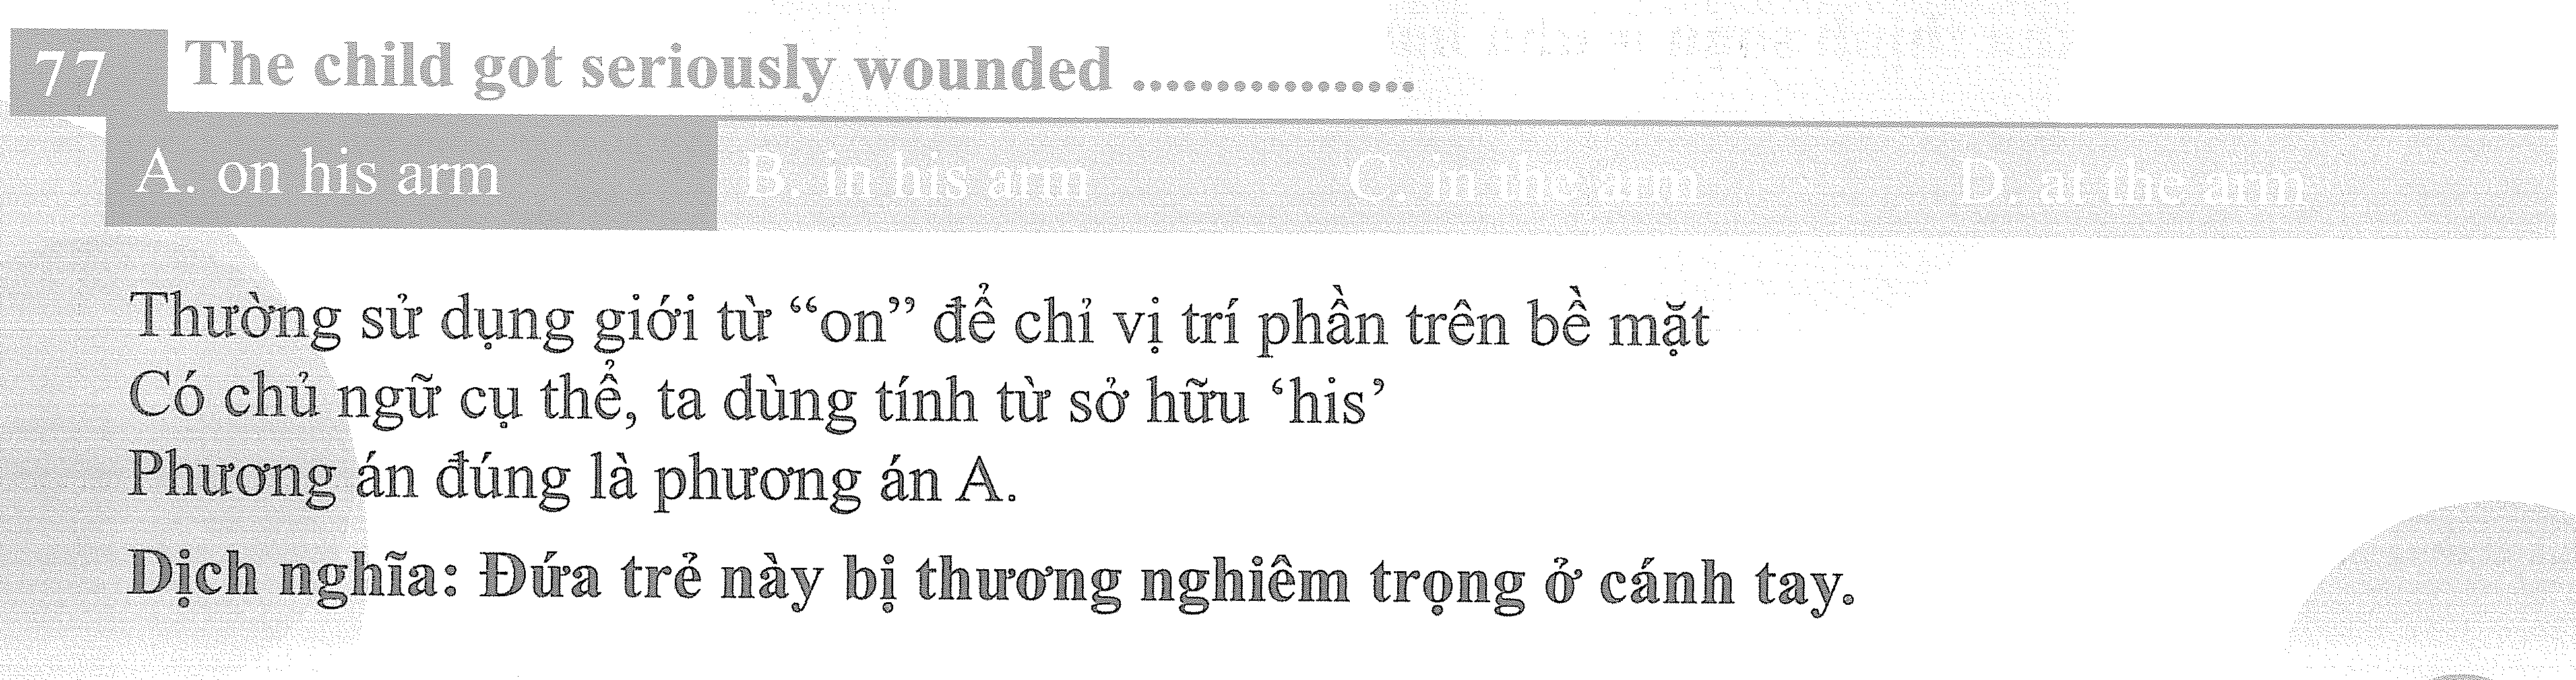 77 The child got seriously wounded ................
A. on his arm B. in his arm C. in the arm D. at the arm
Thường sử dụng giới từ “on” để chỉ vị trí phần trên bề mặt
Có chủ ngữ cụ thể, ta dùng tính từ sở hữu ‘his’
Phương án đúng là phương án A.
Dịch nghĩa: Đứa trẻ này bị thương nghiêm trọng ở cánh tay.